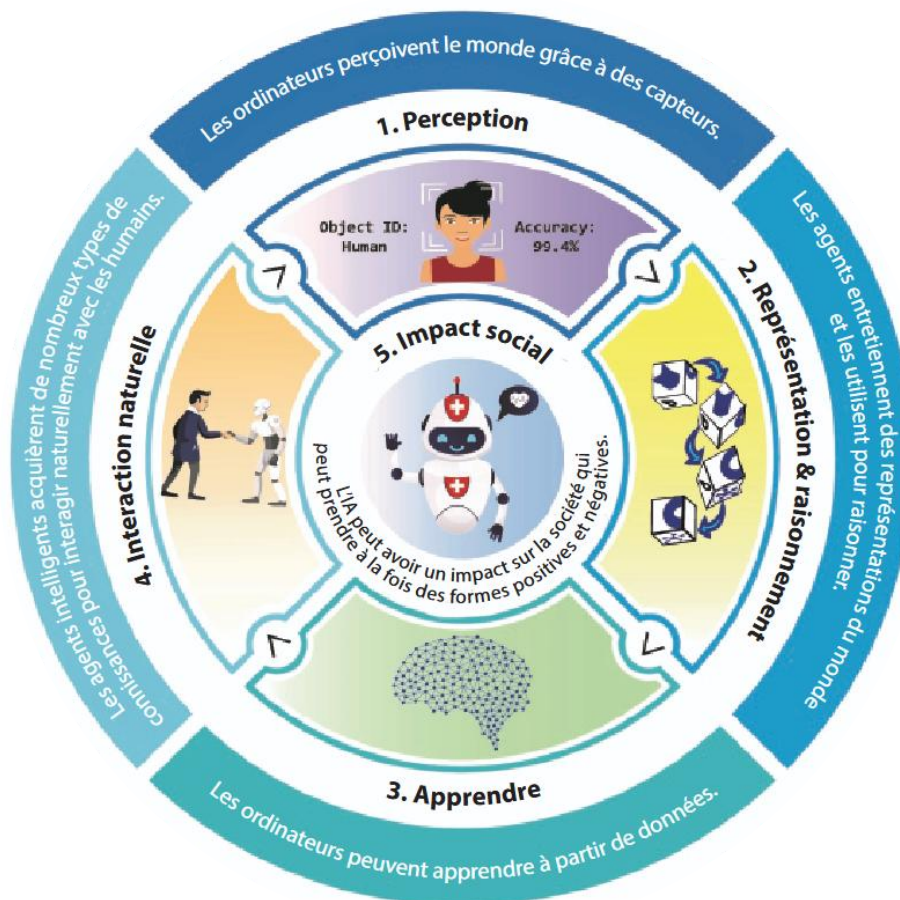 Les ordinateurs perçoivent le monde grâce à des capteurs.
1. Perception
Object ID:
Human
Accuracy:
99.4%
Les agents entretiennent des représentations du monde
et les utilisent pour raisonner.
2. Représentation & raisonnement
3. Apprendre
Les ordinateurs peuvent apprendre à partir de données.
Les agents intelligents acquièrent de nombreux types de
connaissances pour interagir naturellement avec les humains.
4. Interaction naturelle
5. Impact social
L'IA peut avoir un impact sur la société qui
peut prendre à la fois des formes positives et négatives.